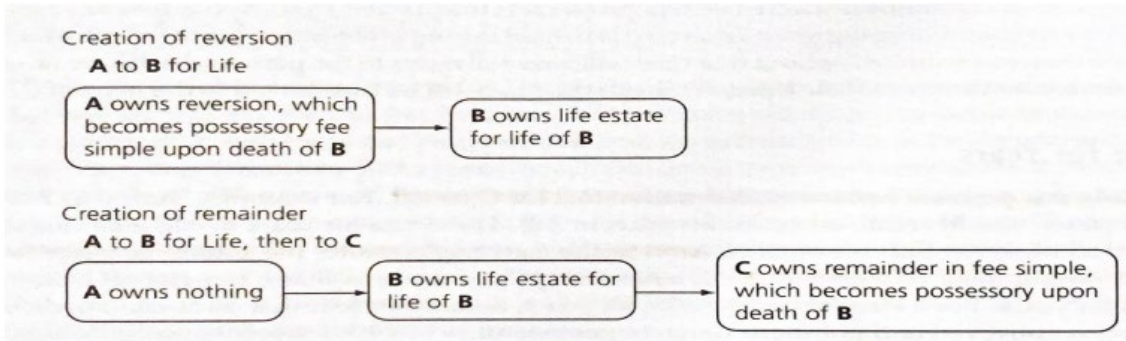 Creation of reversion
A to B for Life
A owns reversion, which
becomes possessory fee
simple upon death of B
B owns life estate
for life of B
Creation of remainder
A to B for Life, then to C
A owns nothing
B owns life estate for
life of B
C owns remainder in fee simple,
which becomes possessory upon
death of B